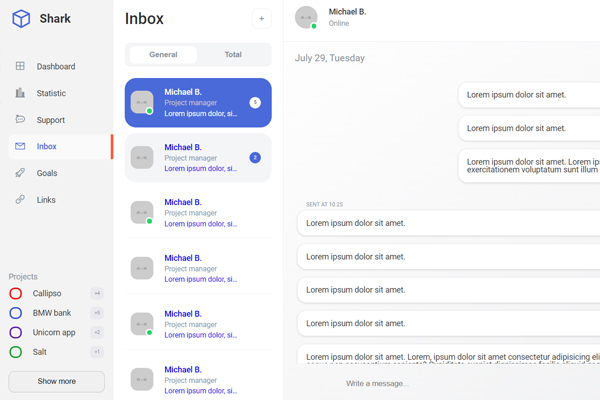 Shark
Dashboard
Statistic
Support
Inbox
Goals
Links
Projects
Callipso +4
BMW bank +5
Unicorn app +2
Salt +1
Show more
Inbox
+
General Total
Michael B.
Project manager
Lorem ipsum dolor, si...
5
Michael B.
Project manager
Lorem ipsum dolor, si...
2
Michael B.
Project manager
Lorem ipsum dolor, si...
Michael B.
Project manager
Lorem ipsum dolor, si...
Michael B.
Project manager
Lorem ipsum dolor, si...
Michael B.
Project manager
Lorem ipsum dolor, si...
Michael B.
Online
July 29, Tuesday
Lorem ipsum dolor sit amet.
Lorem ipsum dolor sit amet.
Lorem ipsum dolor sit amet. Lorem ips
exercitationem voluptatum sunt illum
SENT AT 10:25
Lorem ipsum dolor sit amet.
Lorem ipsum dolor sit amet.
Lorem ipsum dolor sit amet.
Lorem ipsum dolor sit amet.
Lorem ipsum dolor sit amet. Lorem, ipsum dolor sit amet consectetur adipisicing eli
Write a message...